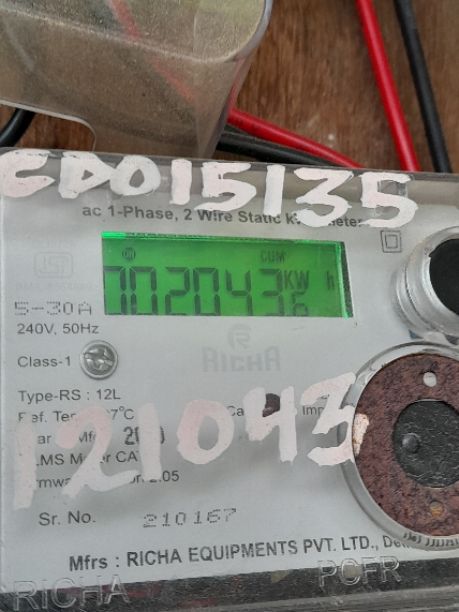 CD015135
ac 1-Phase, 2 Wire Static
CUM
002043 KW h
6
5-30A
240V, 50Hz
RICHA
Class-1
Type-RS : 12L
121043
Sr. No. 210167
Mfrs : RICHA EQUIPMENTS PVT. LTD.,
RICHA